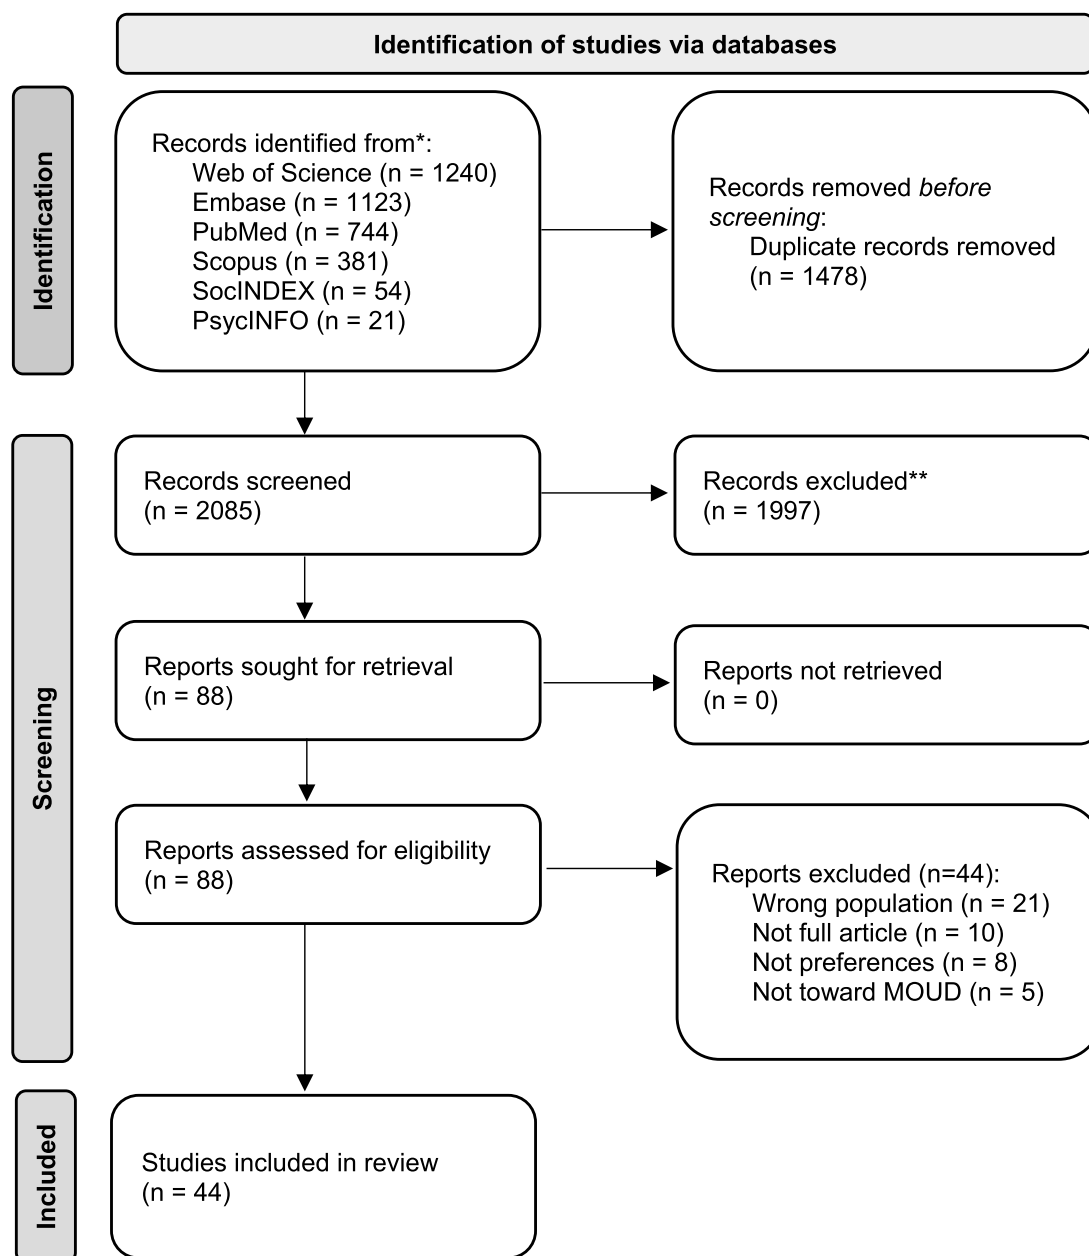 Identification of studies via databases
Identification
Records identified from*:
Web of Science (n = 1240)
Embase (n = 1123)
PubMed (n = 744)
Scopus (n = 381)
SocINDEX (n = 54)
PsycINFO (n = 21)
Records removed before
screening:
Duplicate records removed
(n = 1478)
Screening
Records screened
(n = 2085)
Records excluded**
(n = 1997)
Reports sought for retrieval
(n = 88)
Reports not retrieved
(n = 0)
Reports assessed for eligibility
(n = 88)
Reports excluded (n=44):
Wrong population (n = 21)
Not full article (n = 10)
Not preferences (n = 8)
Not toward MOUD (n = 5)
Included
Studies included in review
(n = 44)